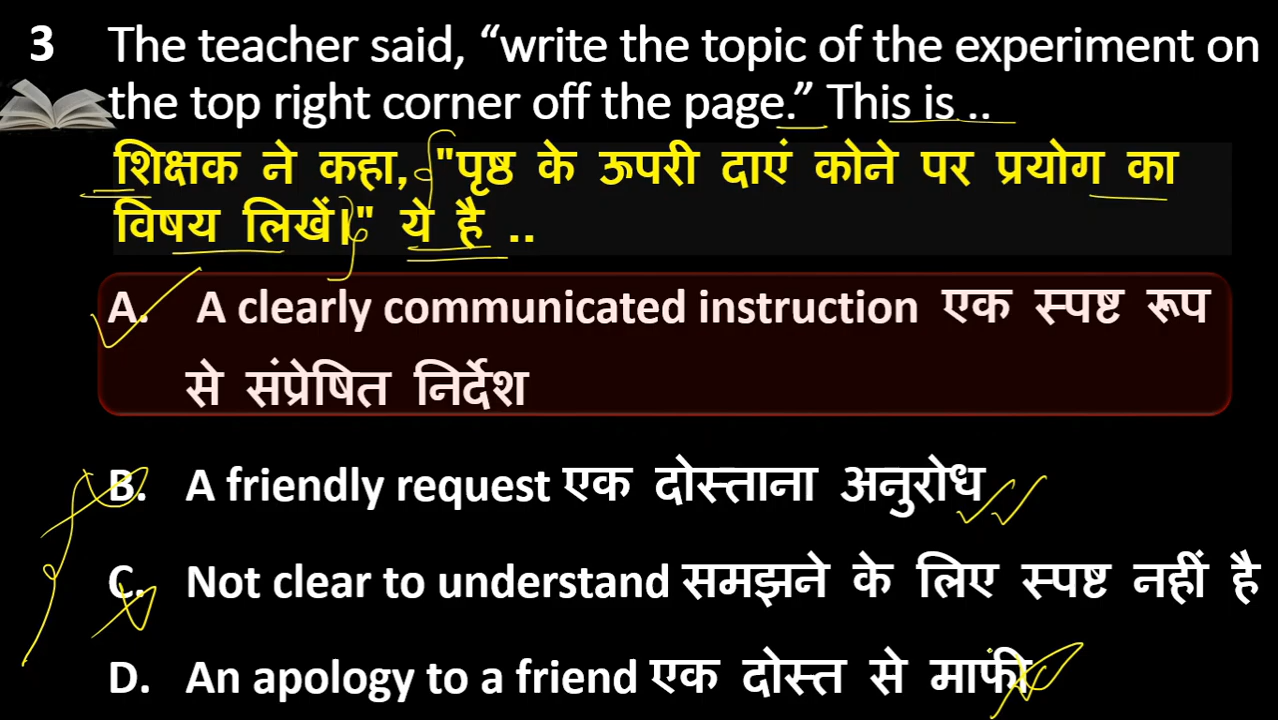 3 The teacher said, “write the topic of the experiment on
the top right corner off the page.” This is ..
शिक्षक ने कहा, "पृष्ठ के ऊपरी दाएं कोने पर प्रयोग का
विषय लिखें।" ये है ..
A. A clearly communicated instruction एक स्पष्ट रूप
से संप्रेषित निर्देश
B. A friendly request एक दोस्ताना अनुरोध
C. Not clear to understand समझने के लिए स्पष्ट नहीं है
D. An apology to a friend एक दोस्त से माफी